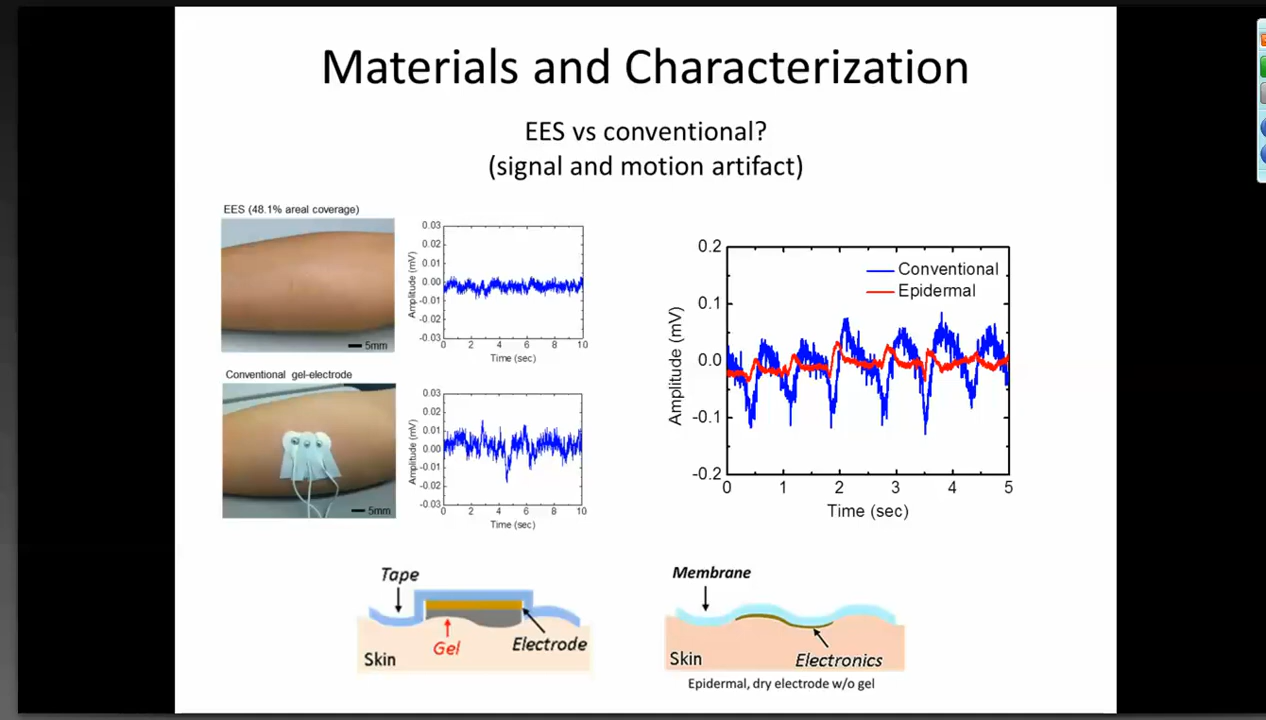 Materials and Characterization
EES vs conventional?
(signal and motion artifact)
EES (48.1% areal coverage)
5mm
0.03
0.02
0.01
0.00
-0.01
-0.02
-0.03
Amplitude (mV)
0 2 4 6 8 10
Time (sec)
Conventional gel-electrode
5mm
0.03
0.02
0.01
0.00
-0.01
-0.02
-0.03
Amplitude (mV)
0 2 4 6 8 10
Time (sec)
0.2
0.1
0.0
-0.1
-0.2
Amplitude (mV)
Conventional
Epidermal
0 1 2 3 4 5
Time (sec)
Tape
Gel
Electrode
Skin
Membrane
Skin
Electronics
Epidermal, dry electrode w/o gel